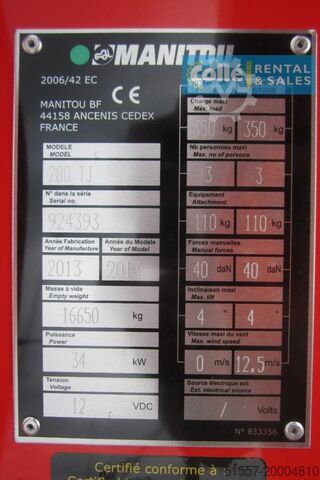 MANITOU
Collé RENTAL & SALES
2006/42 EC
CE
MANITOU BF
44158 ANCENIS CEDEX
FRANCE
MODELE
MODEL
280 TJ
N° dans la série
Serial no.
924393
Année Fabrication
Year of Manufacture
Année du Modele
Year of Model
2013
2013
Masse à vide
Empty weight
16650 kg
Puissance
Power
34 kW
Tension
Voltage
12 VDC
OUTSIDE
Charge maxi
Max. load
350 kg 350 kg
Nb personnes maxi
Max. no of persons
3 3
Equipement
Attachment
110 kg 110 kg
Forces manuelles
Manual forces
40 daN 40 daN
Inclinaison maxi
Max. tilt
4 ° 4 °
Vitesse maxi du vent
Max. wind speed
0 m/s 12.5 m/s
Source électrique ext
Ext. electrical source
/ Volts
N° 833356
Certifié conforme à :
51557-20004810